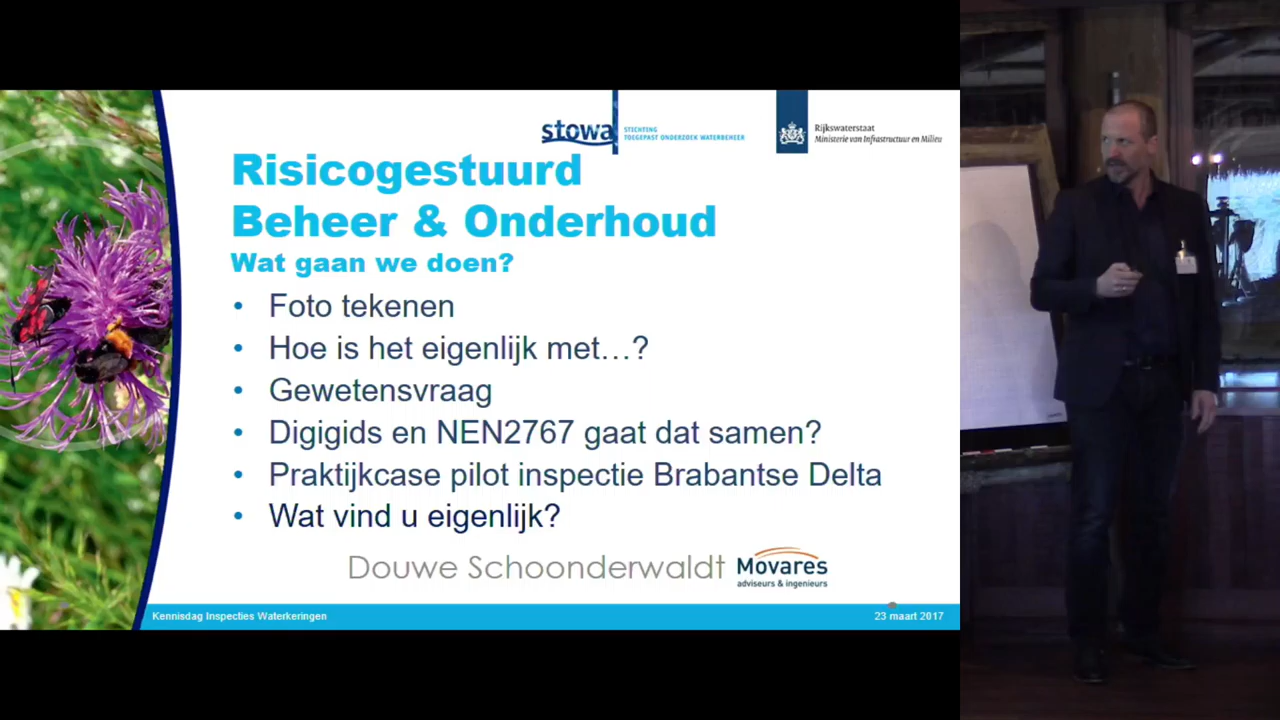 stowa
STICHTING
TOEGEPAST ONDERZOEK WATERBEHEER
Rijkswaterstaat
Ministerie van Infrastructuur en Milieu
Risicogestuurd
Beheer & Onderhoud
Wat gaan we doen?
• Foto tekenen
• Hoe is het eigenlijk met...?
• Gewetensvraag
• Digigids en NEN2767 gaat dat samen?
• Praktijkcase pilot inspectie Brabantse Delta
• Wat vind u eigenlijk?
Douwe Schoonderwaldt
Movares
adviseurs & ingenieurs
Kennisdag Inspecties Waterkeringen
23 maart 2017